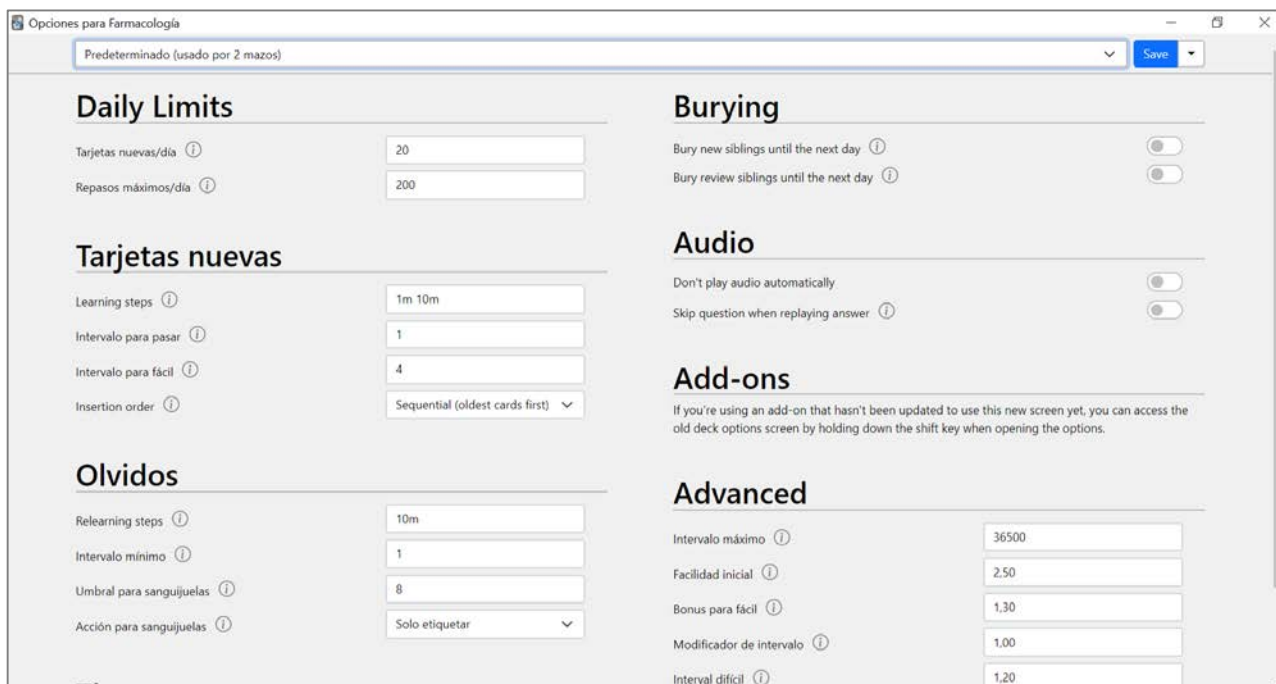 Opciones para Farmacología
Predeterminado (usado por 2 mazos)
Save
Daily Limits
Tarjetas nuevas/día
20
Repasos máximos/día
200
Tarjetas nuevas
Learning steps
1m 10m
Intervalo para pasar
1
Intervalo para fácil
4
Insertion order
Sequential (oldest cards first)
Olvidos
Relearning steps
10m
Intervalo mínimo
1
Umbral para sanguijuelas
8
Acción para sanguijuelas
Solo etiquetar
Burying
Bury new siblings until the next day
Bury review siblings until the next day
Audio
Don't play audio automatically
Skip question when replaying answer
Add-ons
If you're using an add-on that hasn't been updated to use this new screen yet, you can access the
old deck options screen by holding down the shift key when opening the options.
Advanced
Intervalo máximo
36500
Facilidad inicial
2,50
Bonus para fácil
1,30
Modificador de intervalo
1,00
Interval difícil
1,20